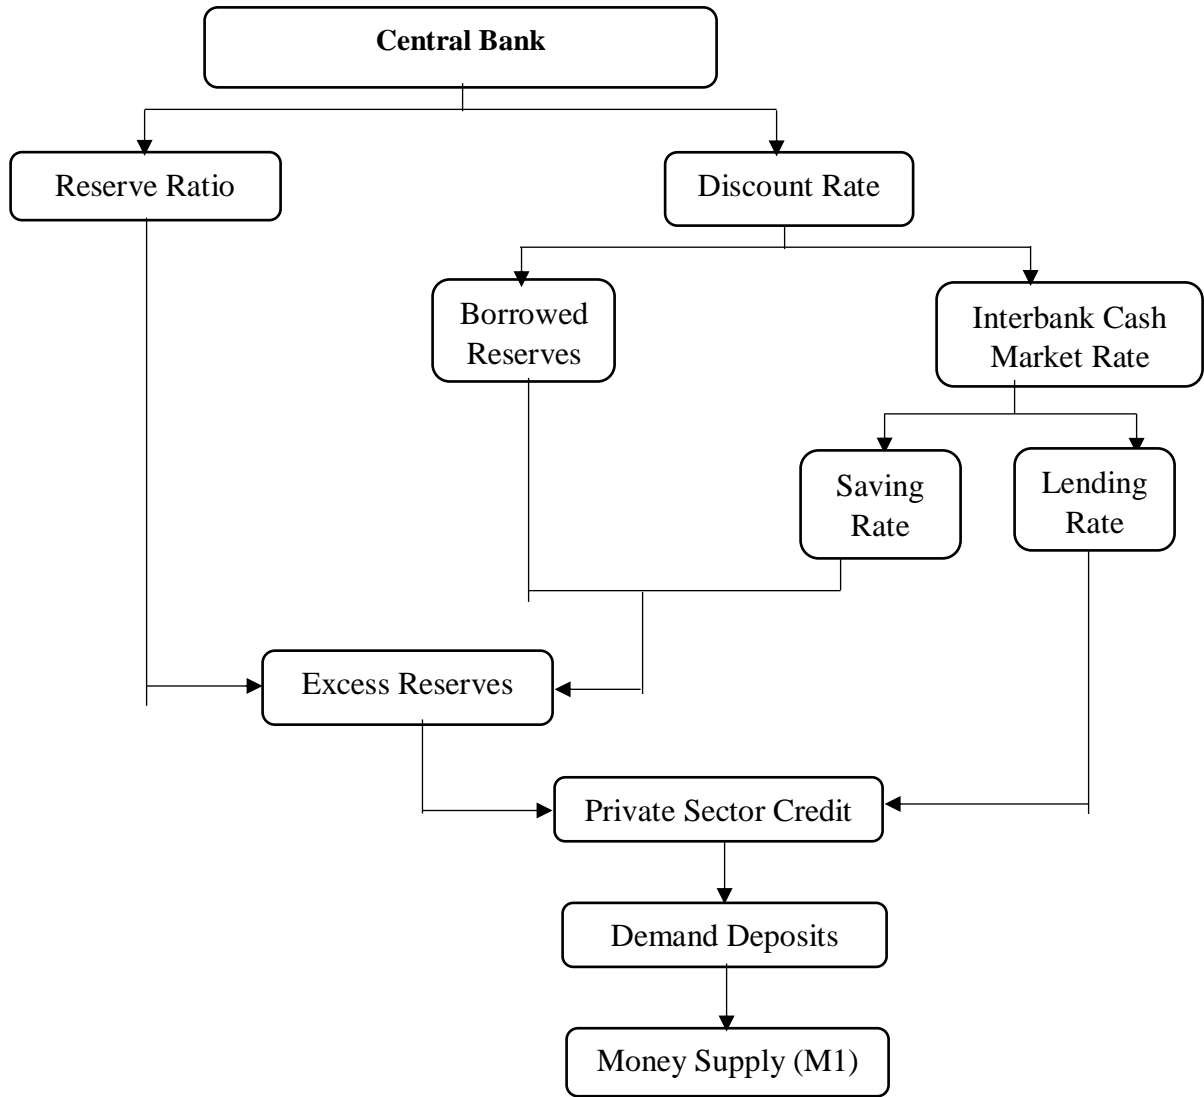 Central Bank
Reserve Ratio
Discount Rate
Borrowed
Reserves
Interbank Cash
Market Rate
Saving
Rate
Lending
Rate
Excess Reserves
Private Sector Credit
Demand Deposits
Money Supply (M1)